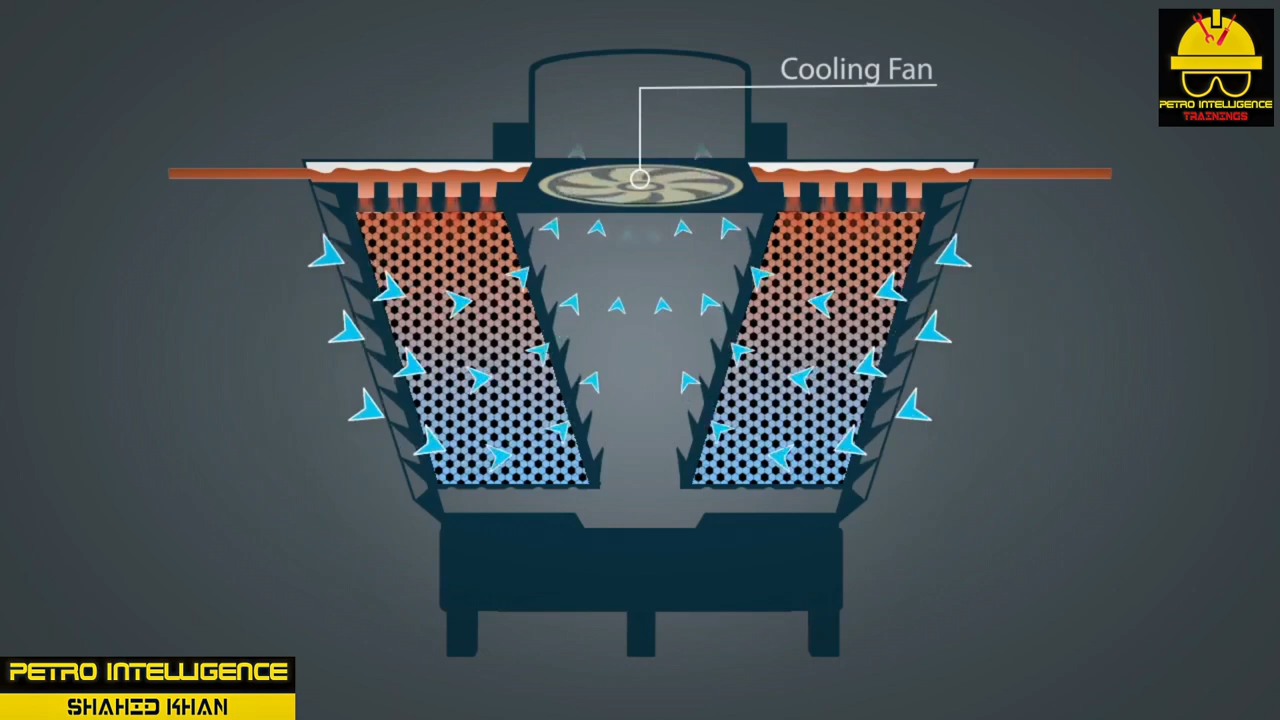 Cooling Fan
PETRO INTELLIGENCE
TRAININGS
PETRO INTELLIGENCE
SHAHID KHAN